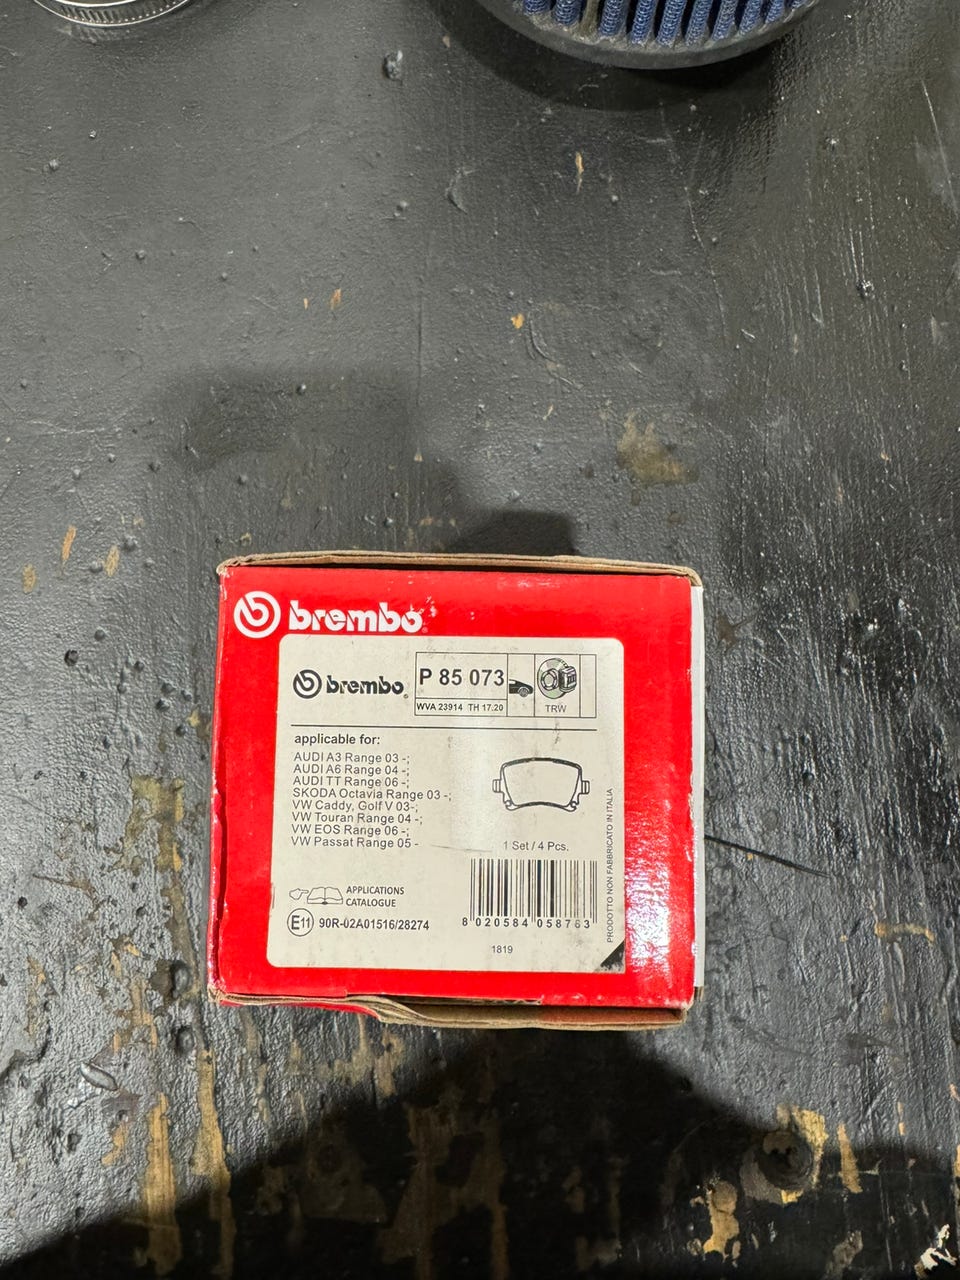 brembo
brembo
P 85 073
WVA 23914 TH 17.20
TRW
applicable for:
AUDI A3 Range 03 -;
AUDI A6 Range 04 -;
AUDI TT Range 06 -;
SKODA Octavia Range 03 -;
VW Caddy, Golf V 03-;
VW Touran Range 04 -;
VW EOS Range 06 -;
VW Passat Range 05 -
1 Set / 4 Pcs.
APPLICATIONS
CATALOGUE
E11 90R-02A01516/28274
8 020584 058763
1819
PRODOTTO NON FABBRICATO IN ITALIA